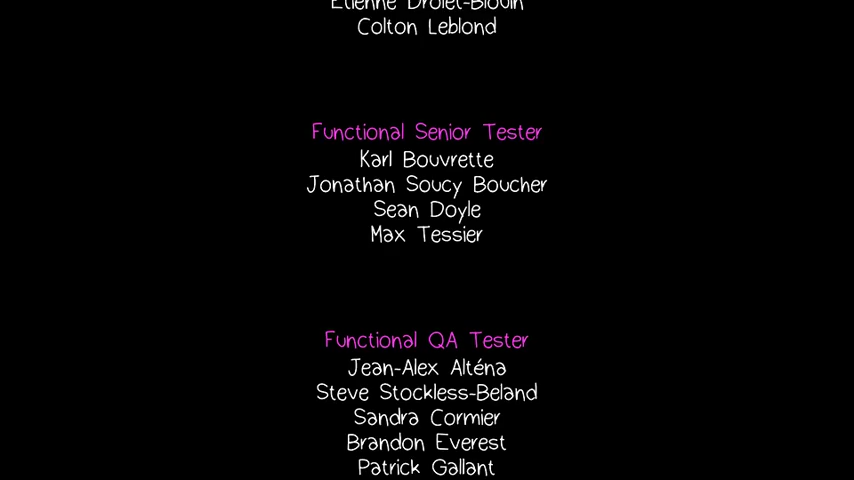 Etienne Drolet-Blouin
Colton Leblond
Functional Senior Tester
Karl Bouvrette
Jonathan Soucy Boucher
Sean Doyle
Max Tessier
Functional QA Tester
Jean-Alex Alténa
Steve Stockless-Beland
Sandra Cormier
Brandon Everest
Patrick Gallant